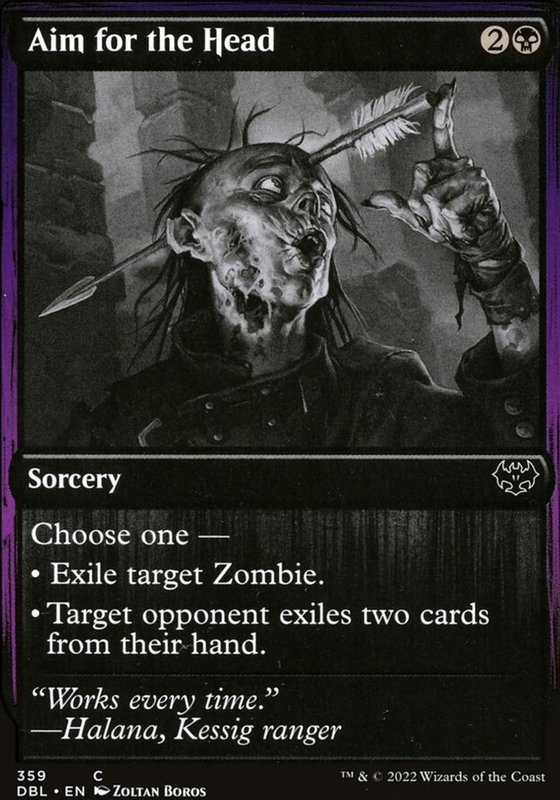 Aim for the Head 2
Sorcery
Choose one —
• Exile target Zombie.
• Target opponent exiles two cards
from their hand.
“Works every time.”
—Halana, Kessig ranger
359 C
DBL • EN Zoltan Boros
™ & © 2022 Wizards of the Coast